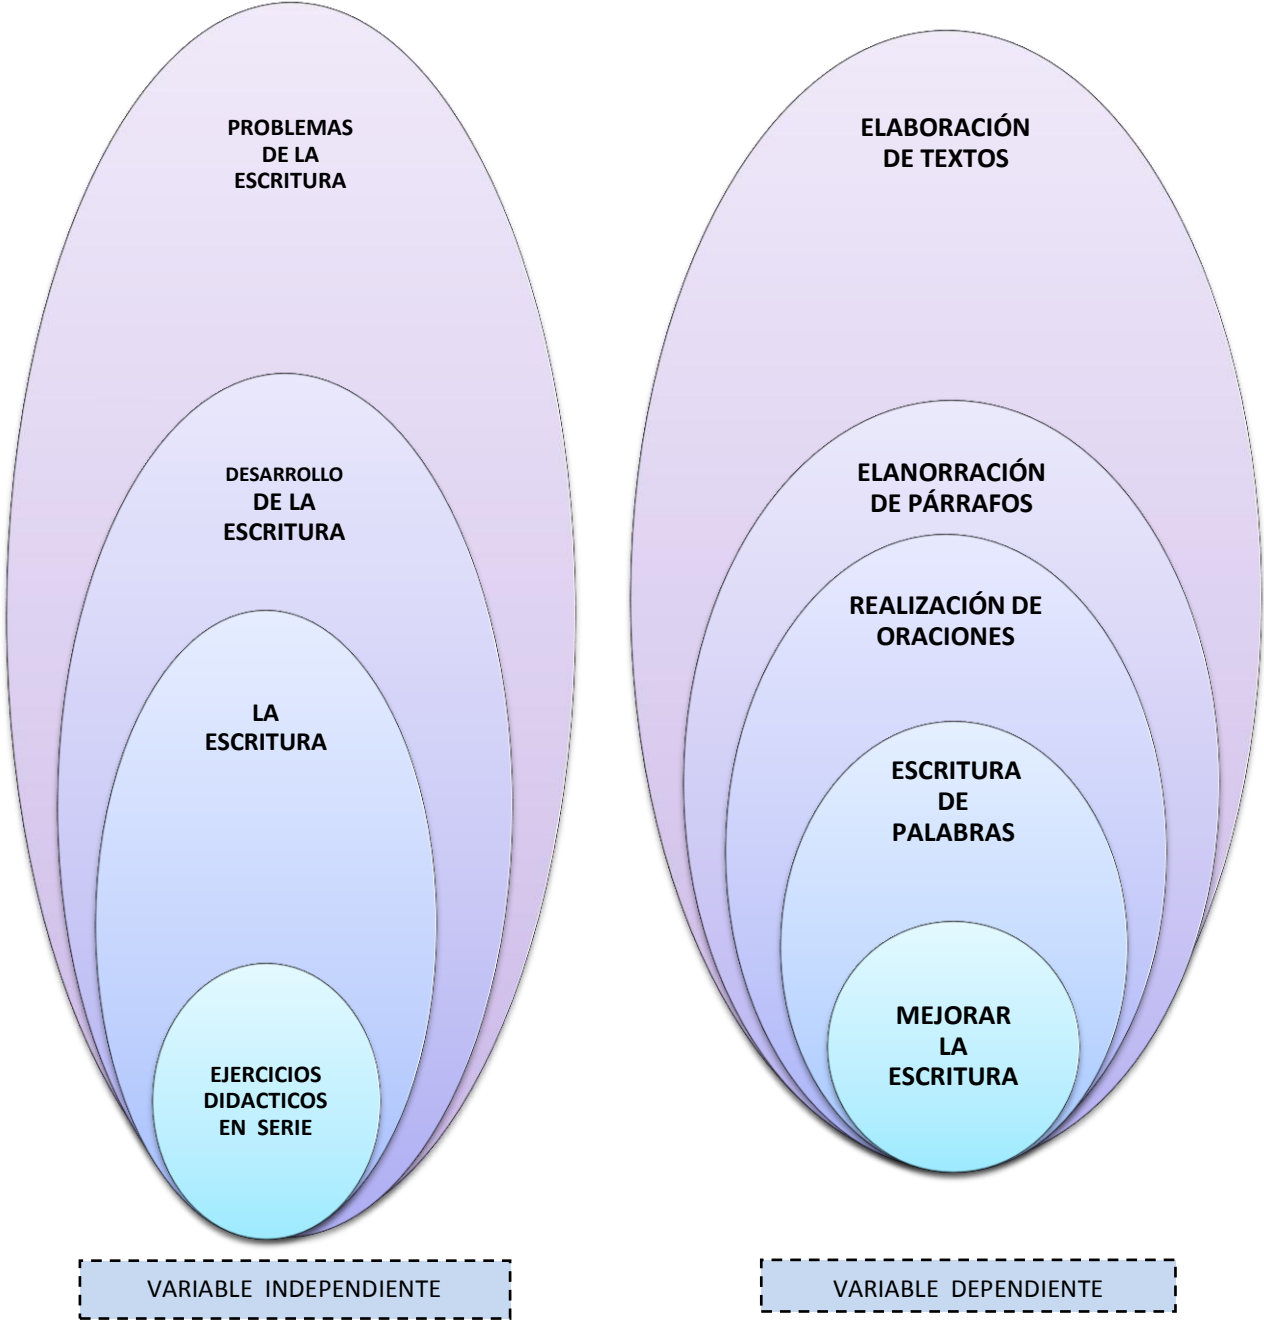 PROBLEMAS
DE LA
ESCRITURA
DESARROLLO
DE LA
ESCRITURA
LA
ESCRITURA
EJERCICIOS
DIDACTICOS
EN SERIE
VARIABLE INDEPENDIENTE
ELABORACIÓN
DE TEXTOS
ELANORRACIÓN
DE PÁRRAFOS
REALIZACIÓN DE
ORACIONES
ESCRITURA
DE
PALABRAS
MEJORAR
LA
ESCRITURA
VARIABLE DEPENDIENTE